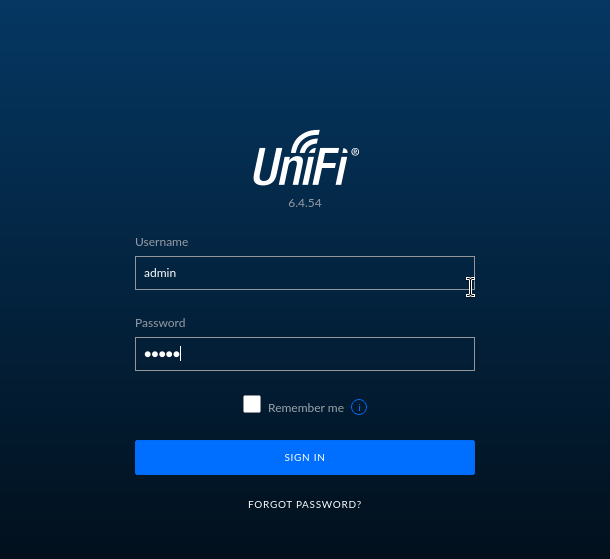 UniFi®
6.4.54
Username
admin
Password
●●●●●
Remember me
SIGN IN
FORGOT PASSWORD?